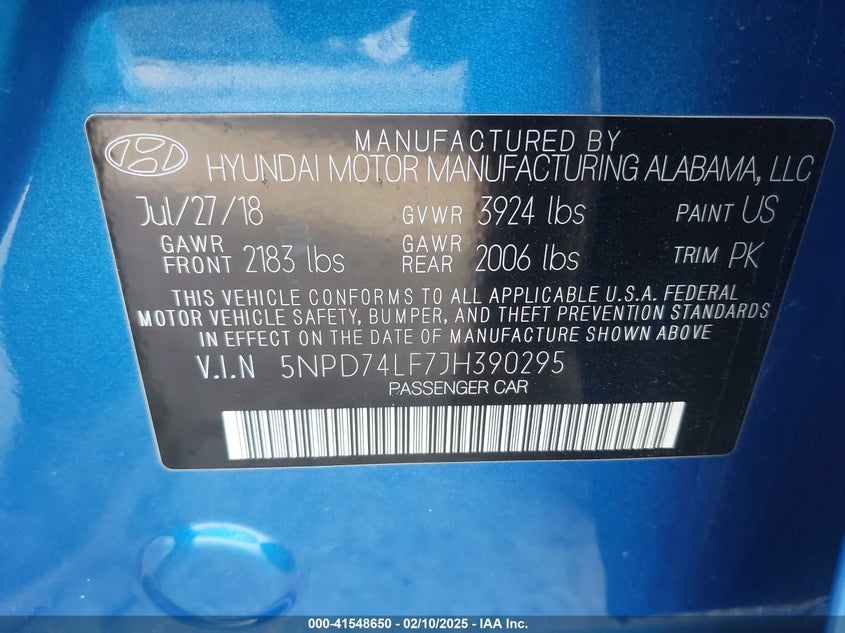 MANUFACTURED BY
HYUNDAI MOTOR MANUFACTURING ALABAMA, LLC
Jul/27/18 GVWR 3924 lbs PAINT US
GAWR FRONT 2183 lbs GAWR REAR 2006 lbs TRIM PK
THIS VEHICLE CONFORMS TO ALL APPLICABLE U.S.A. FEDERAL
MOTOR VEHICLE SAFETY, BUMPER, AND THEFT PREVENTION STANDARDS
IN EFFECT ON THE DATE OF MANUFACTURE SHOWN ABOVE
V.I.N 5NPD74LF7JH390295
PASSENGER CAR
000-41548650 — 02/10/2025 — IAA Inc.